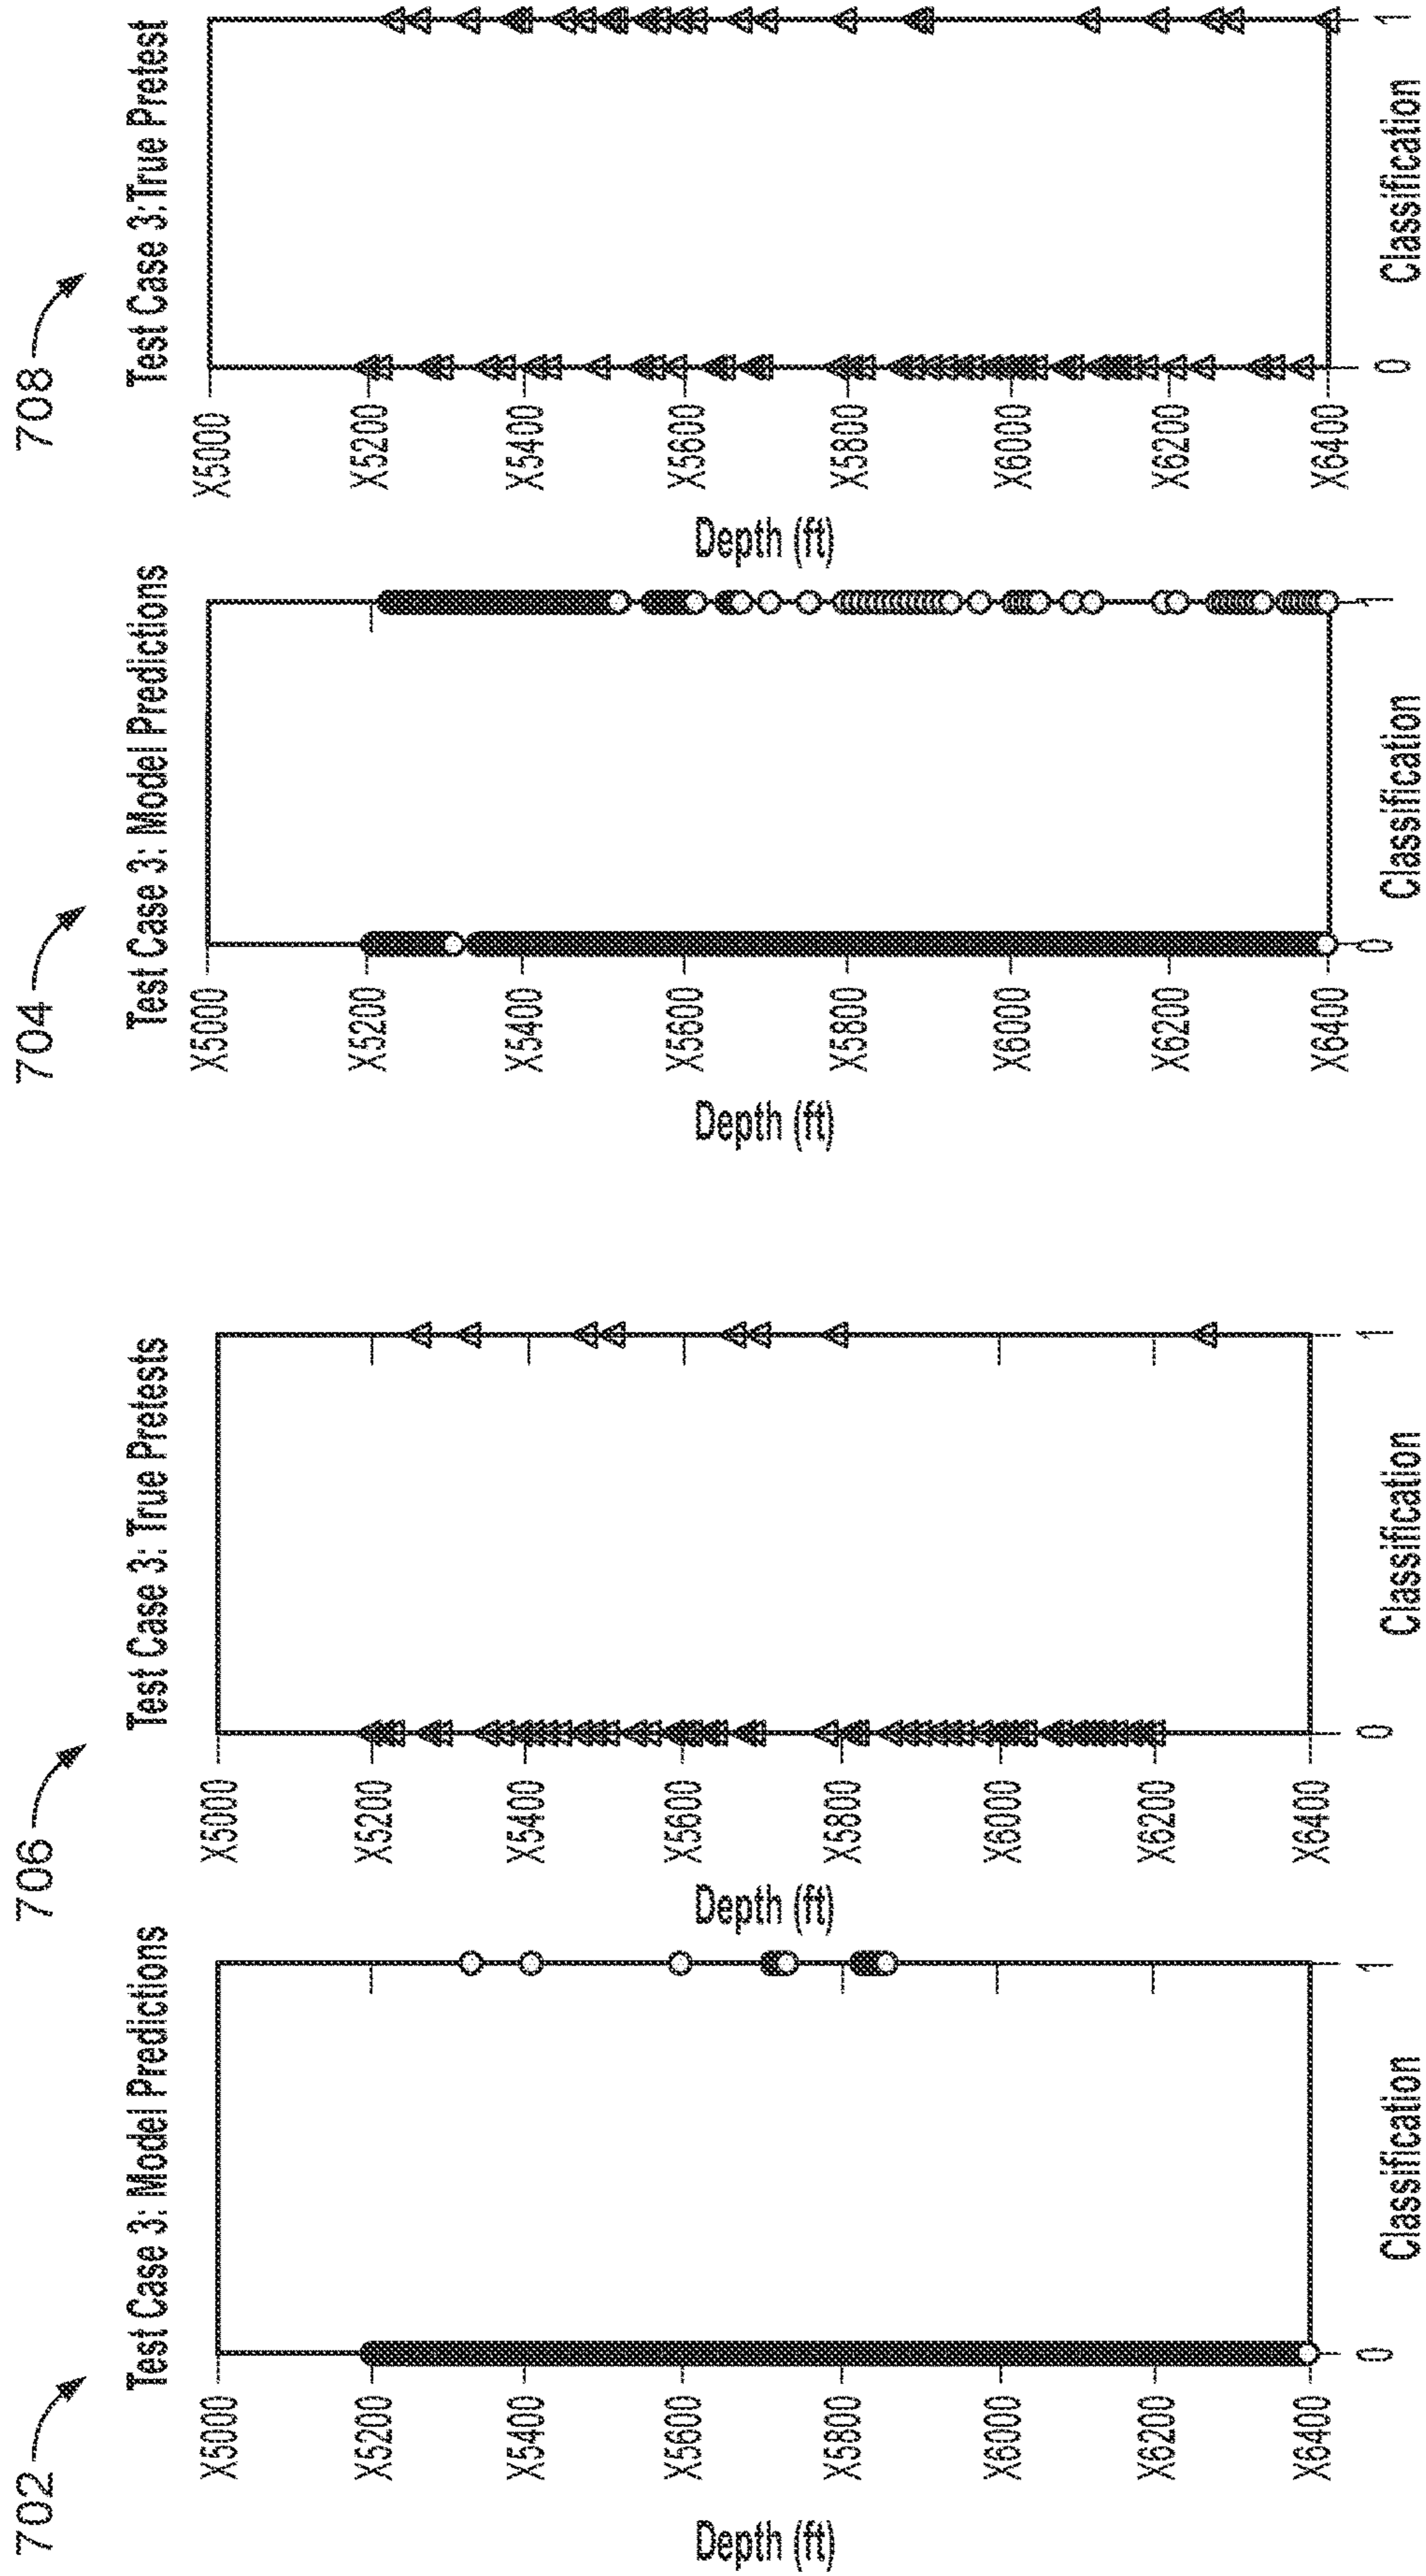 702
Test Case 3: Model Predictions
Depth (ft)
X5000
X5200
X5400
X5600
X5800
X6000
X6200
X6400
0
1
Classification
706
Test Case 3: True Pretests
Depth (ft)
X5000
X5200
X5400
X5600
X5800
X6000
X6200
X6400
0
1
Classification
704
Test Case 3: Model Predictions
Depth (ft)
X5000
X5200
X5400
X5600
X5800
X6000
X6200
X6400
0
1
Classification
708
Test Case 3:True Pretest
Depth (ft)
X5000
X5200
X5400
X5600
X5800
X6000
X6200
X6400
0
1
Classification